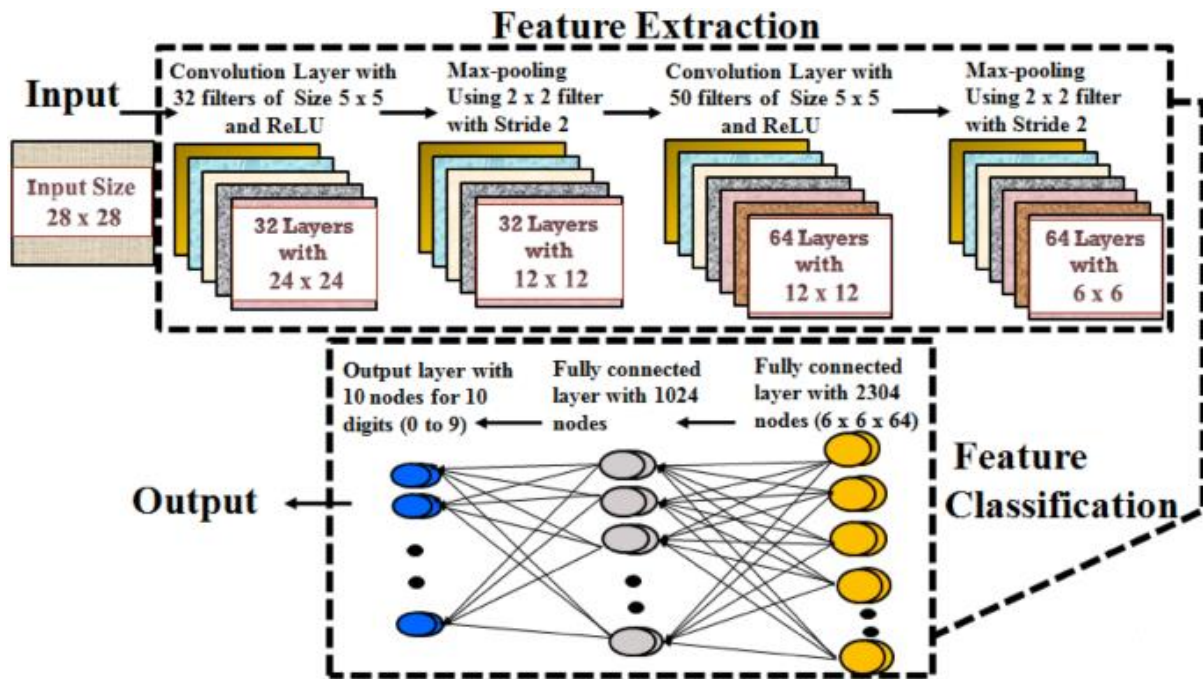 Feature Extraction
Input
Convolution Layer with
32 filters of Size 5 x 5
and ReLU
Max-pooling
Using 2 x 2 filter
with Stride 2
Convolution Layer with
50 filters of Size 5 x 5
and ReLU
Max-pooling
Using 2 x 2 filter
with Stride 2
Input Size
28 x 28
32 Layers
with
24 x 24
32 Layers
with
12 x 12
64 Layers
with
12 x 12
64 Layers
with
6 x 6
Output layer with
10 nodes for 10
digits (0 to 9)
Fully connected
layer with 1024
nodes
Fully connected
layer with 2304
nodes (6 x 6 x 64)
Feature
Classification
Output